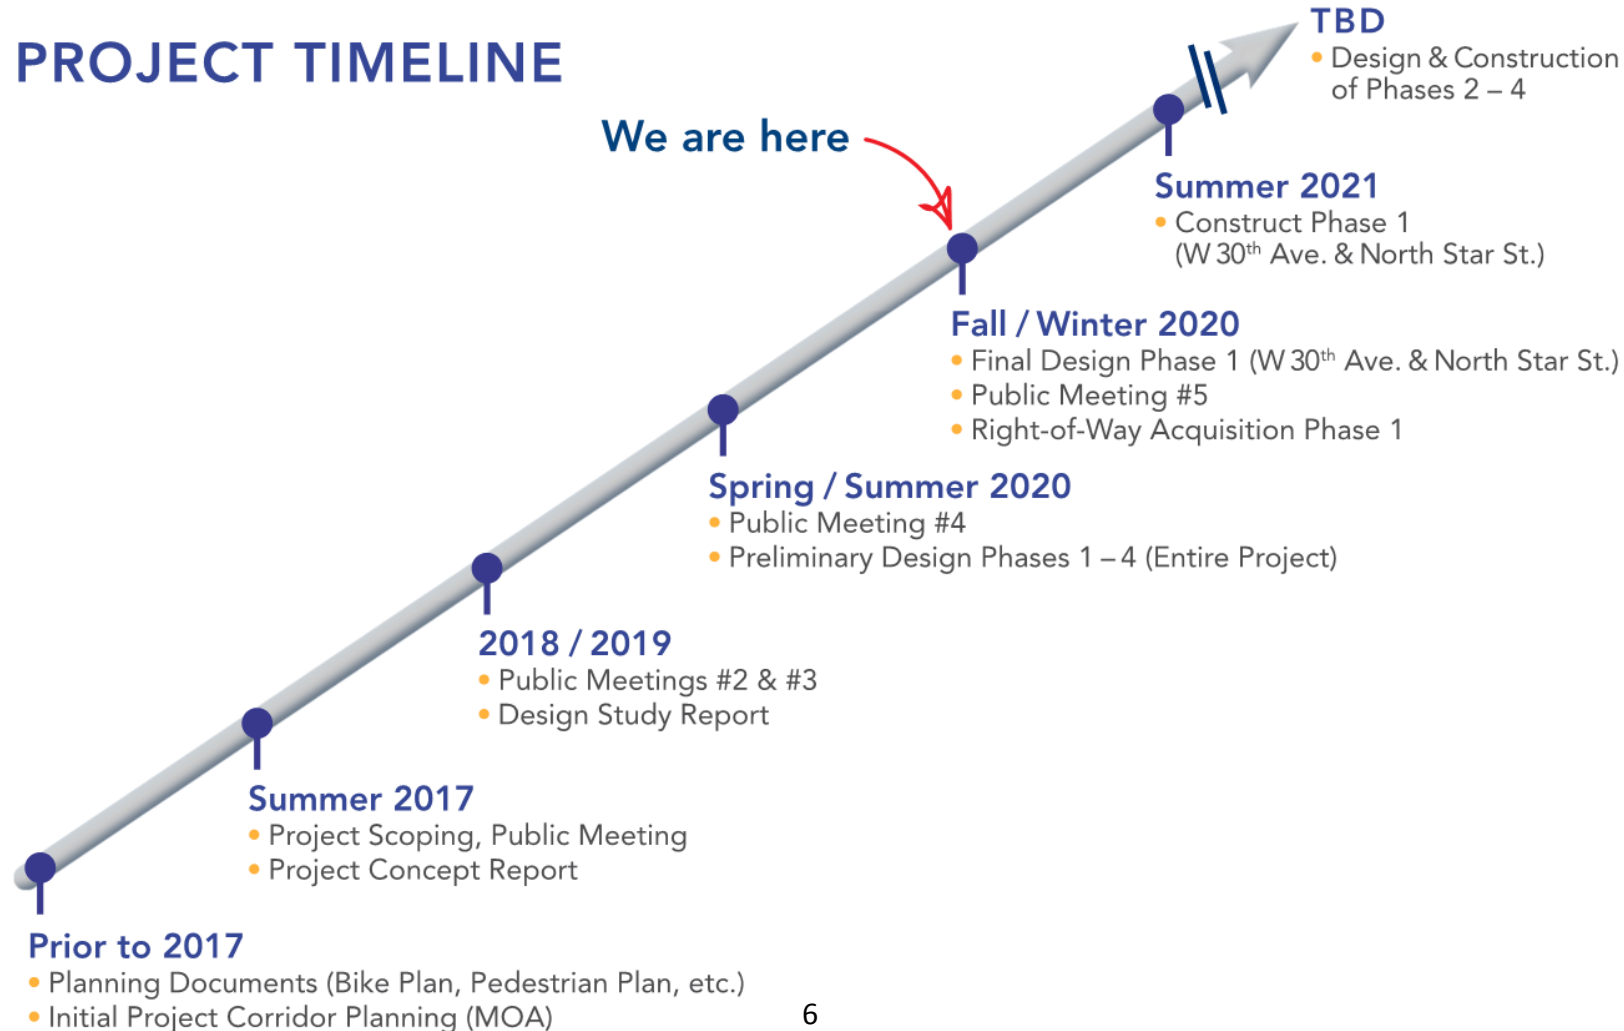 PROJECT TIMELINE
TBD
• Design & Construction
of Phases 2 – 4
We are here
Summer 2021
• Construct Phase 1
(W 30th Ave. & North Star St.)
Fall / Winter 2020
• Final Design Phase 1 (W 30th Ave. & North Star St.)
• Public Meeting #5
• Right-of-Way Acquisition Phase 1
Spring / Summer 2020
• Public Meeting #4
• Preliminary Design Phases 1 – 4 (Entire Project)
2018 / 2019
• Public Meetings #2 & #3
• Design Study Report
Summer 2017
• Project Scoping, Public Meeting
• Project Concept Report
Prior to 2017
• Planning Documents (Bike Plan, Pedestrian Plan, etc.)
• Initial Project Corridor Planning (MOA)
6